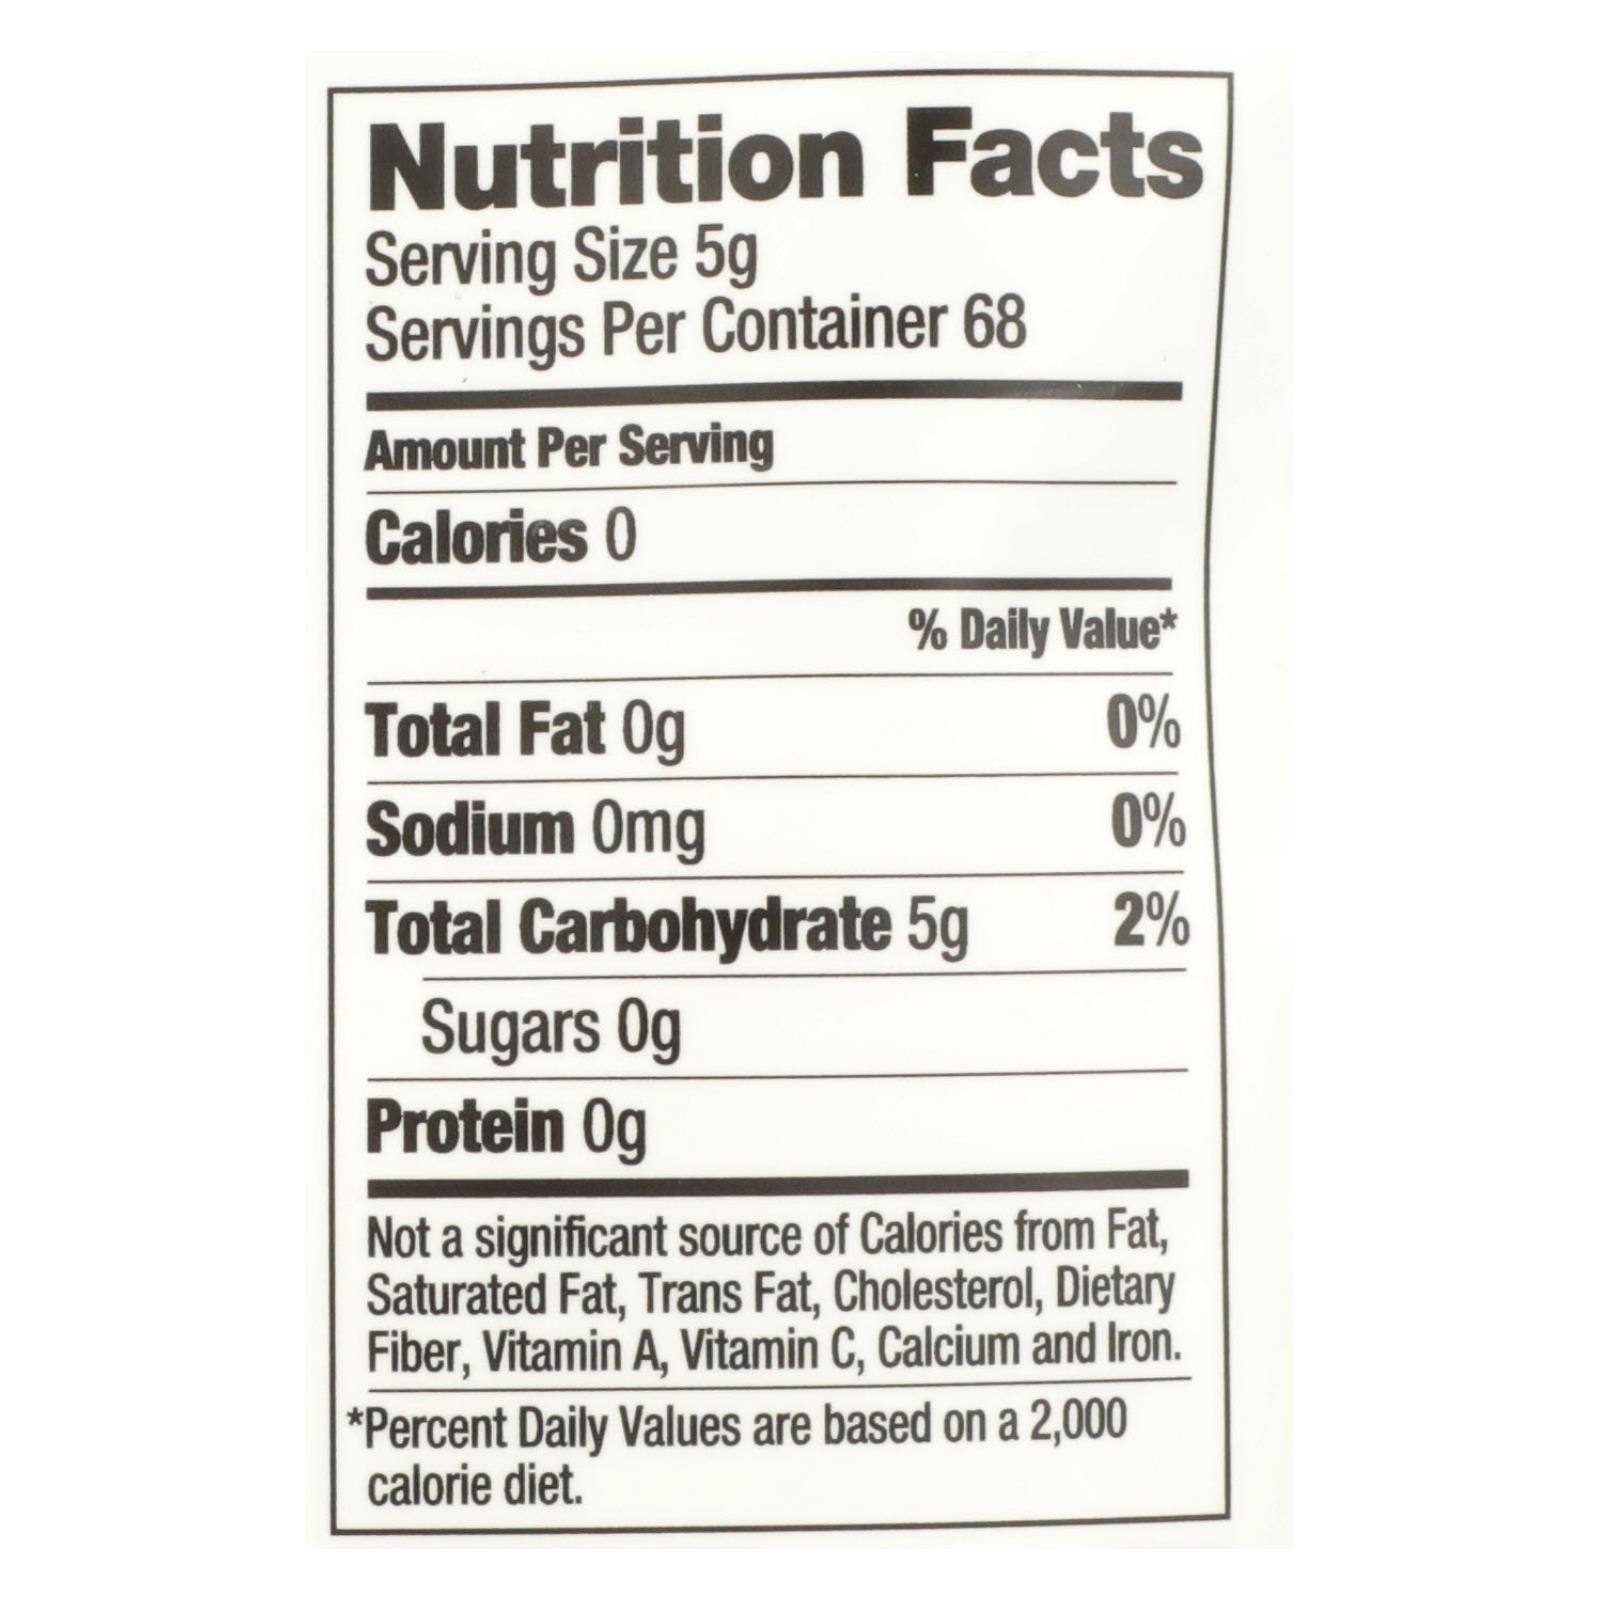 Nutrition Facts
Serving Size 5g
Servings Per Container 68
Amount Per Serving
Calories 0
% Daily Value*
Total Fat 0g 0%
Sodium 0mg 0%
Total Carbohydrate 5g 2%
Sugars 0g
Protein 0g
Not a significant source of Calories from Fat,
Saturated Fat, Trans Fat, Cholesterol, Dietary
Fiber, Vitamin A, Vitamin C, Calcium and Iron.
*Percent Daily Values are based on a 2,000
calorie diet.